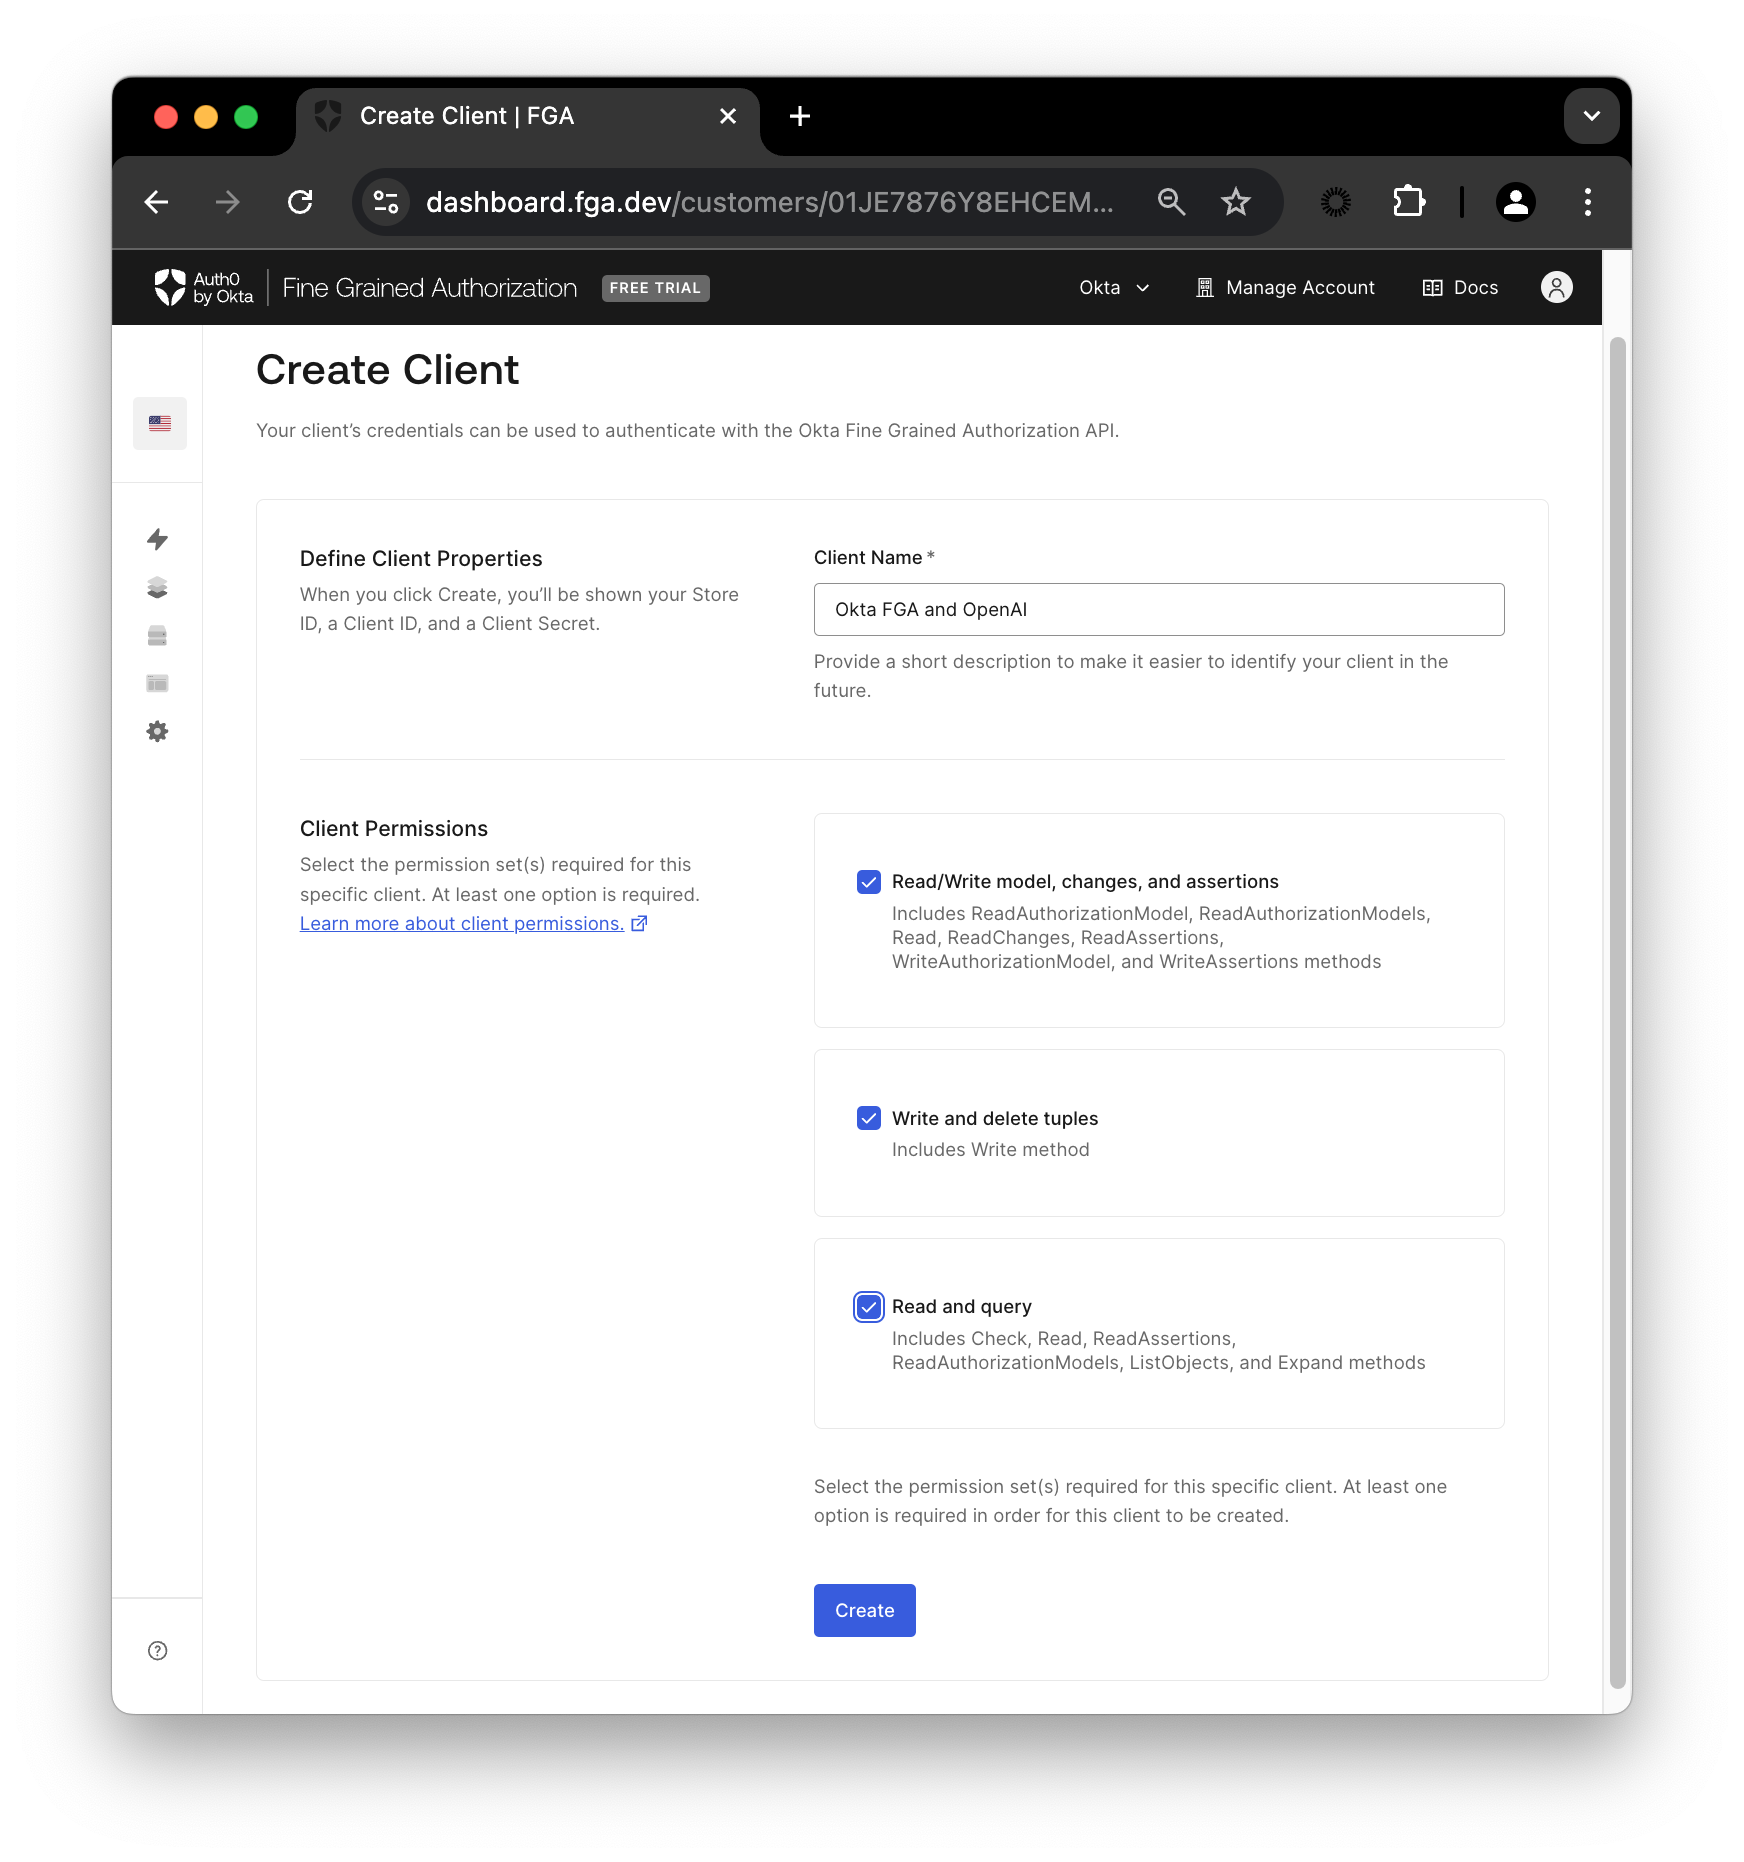 Create Client | FGA
dashboard.fga.dev/customers/01JE7876Y8EHCEM...
Auth0
by Okta
Fine Grained Authorization
FREE TRIAL
Okta
Manage Account
Docs
Create Client
Your client’s credentials can be used to authenticate with the Okta Fine Grained Authorization API.
Define Client Properties
When you click Create, you’ll be shown your Store
ID, a Client ID, and a Client Secret.
Client Name *
Okta FGA and OpenAI
Provide a short description to make it easier to identify your client in the
future.
Client Permissions
Select the permission set(s) required for this
specific client. At least one option is required.
Learn more about client permissions.
Read/Write model, changes, and assertions
Includes ReadAuthorizationModel, ReadAuthorizationModels,
Read, ReadChanges, ReadAssertions,
WriteAuthorizationModel, and WriteAssertions methods
Write and delete tuples
Includes Write method
Read and query
Includes Check, Read, ReadAssertions,
ReadAuthorizationModels, ListObjects, and Expand methods
Select the permission set(s) required for this specific client. At least one
option is required in order for this client to be created.
Create